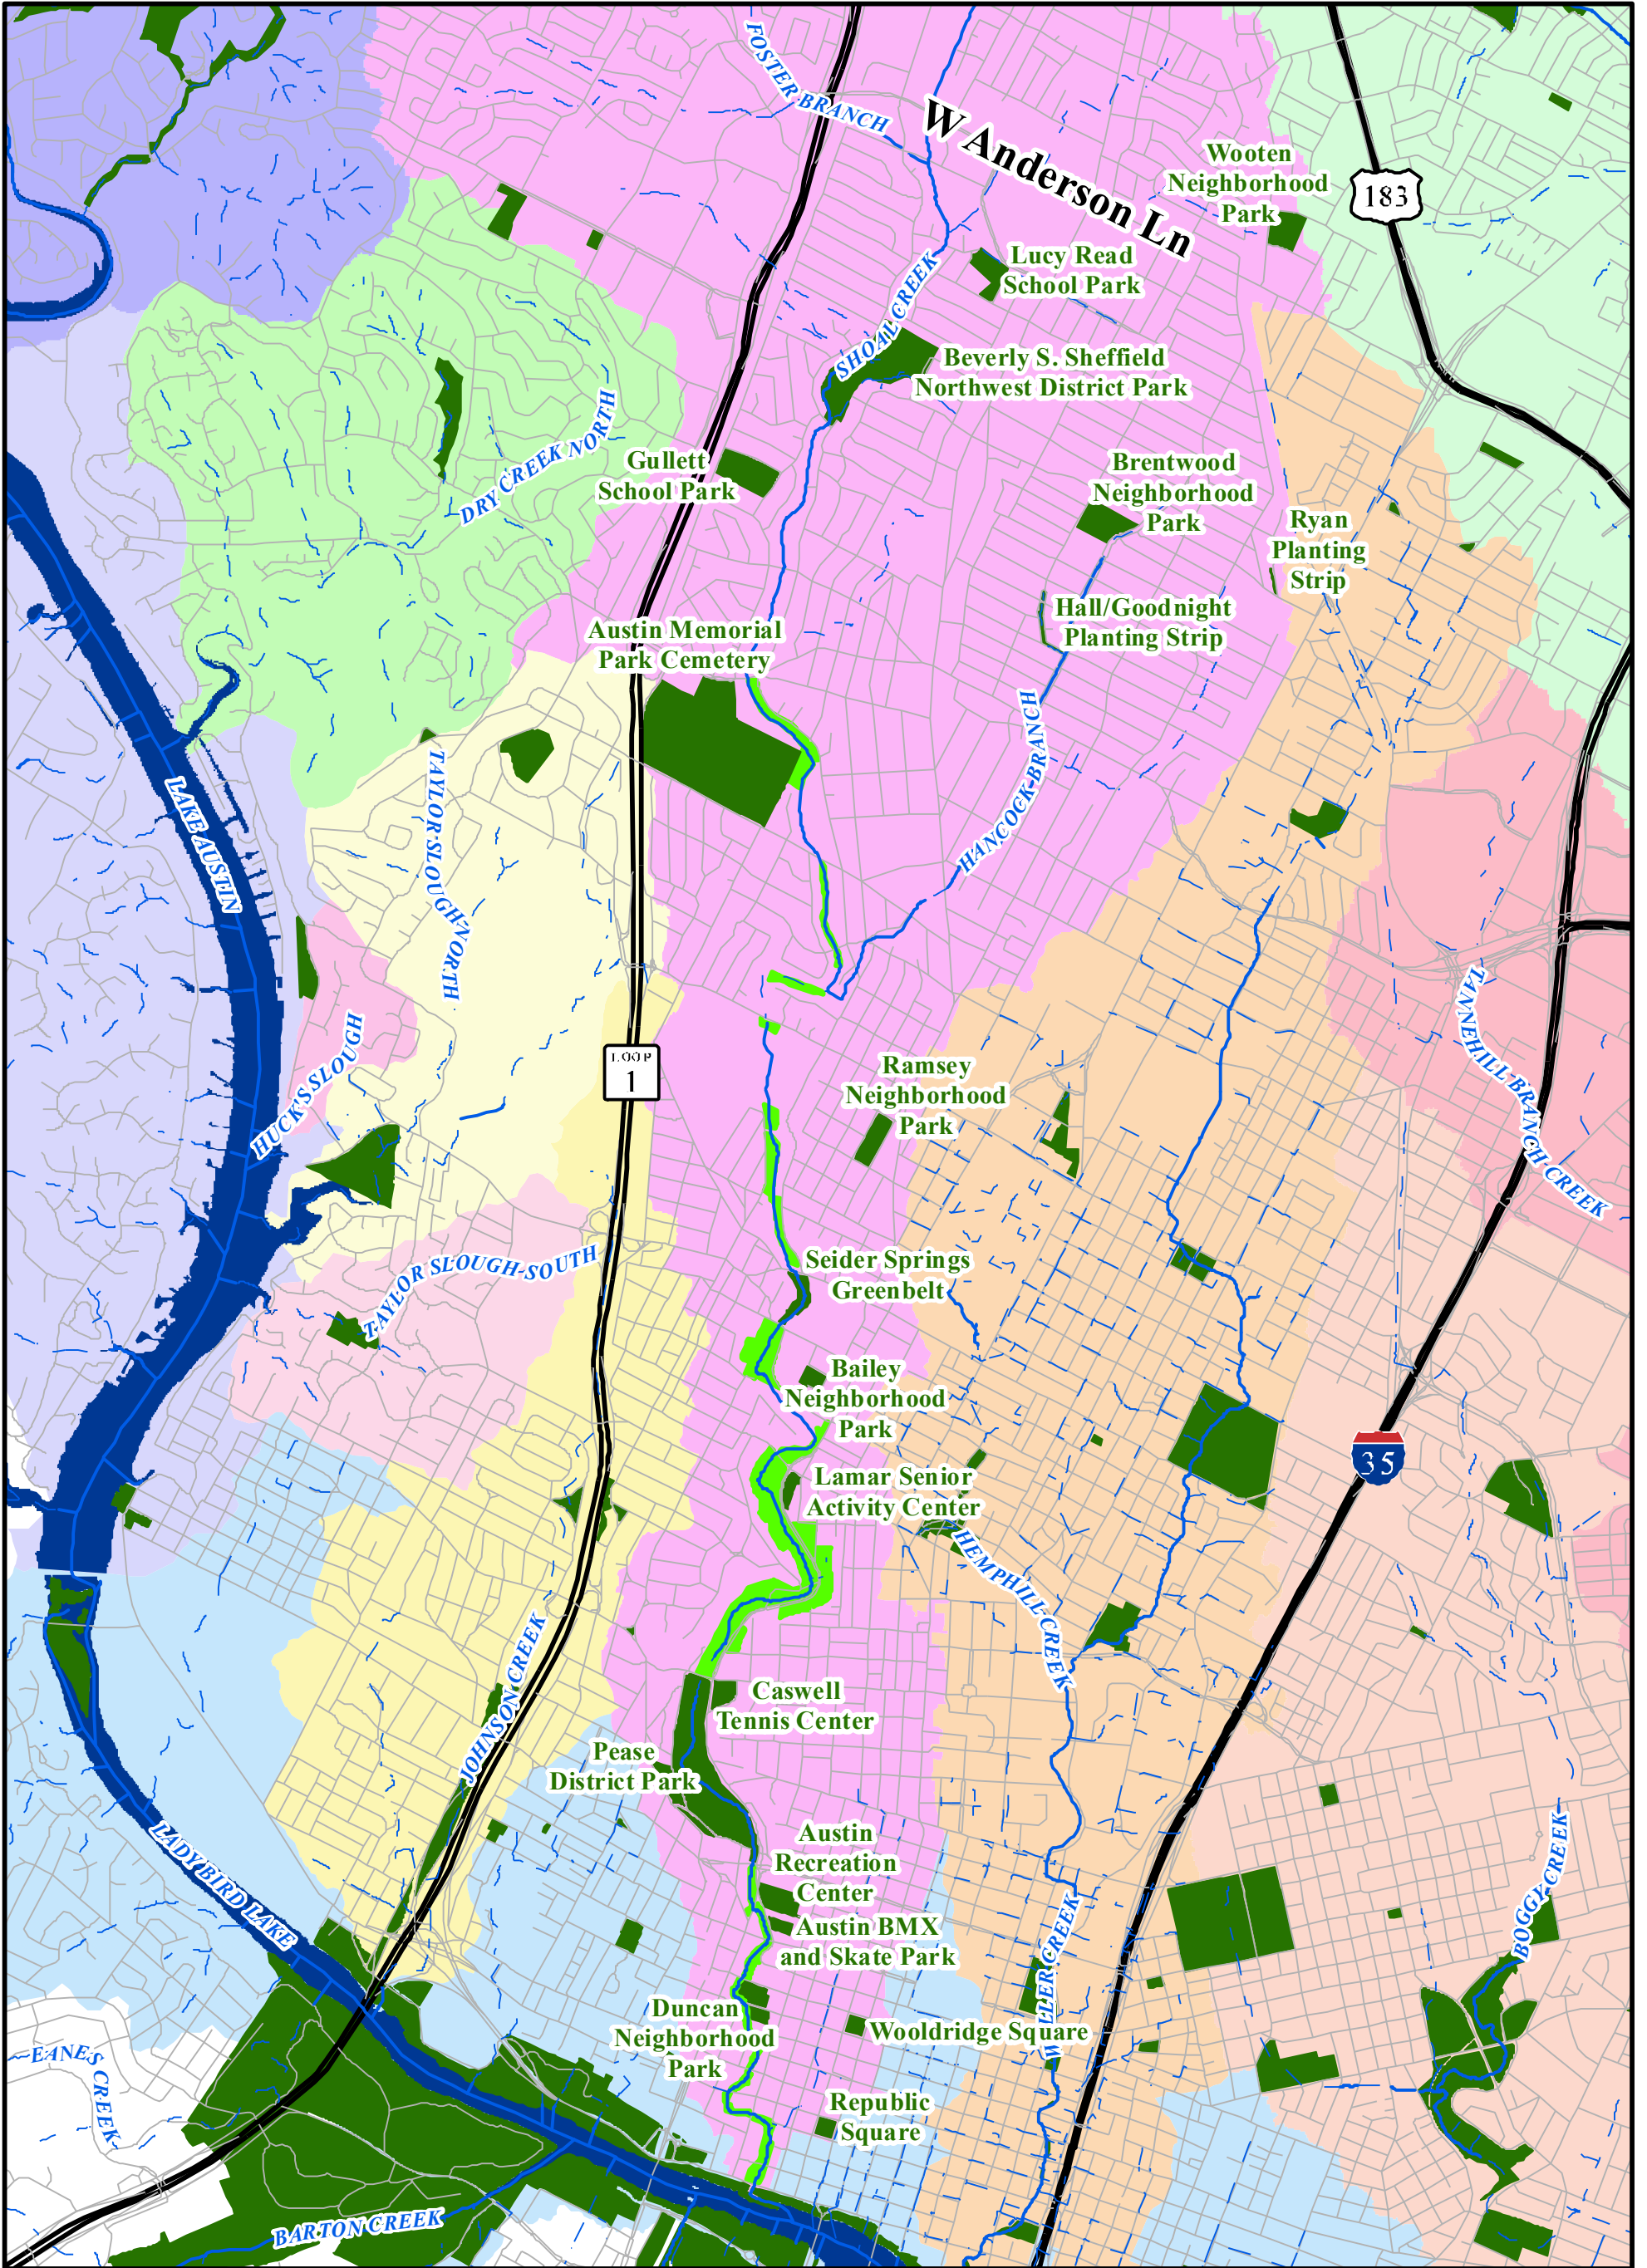 FOSTER BRANCH
W Anderson Ln
Wooten
Neighborhood
Park
183
Lucy Read
School Park
SHOAL CREEK
Beverly S. Sheffield
Northwest District Park
DRY CREEK NORTH
Gullett
School Park
Brentwood
Neighborhood
Park
Ryan
Planting
Strip
Hall/Goodnight
Planting Strip
Austin Memorial
Park Cemetery
HANCOCK BRANCH
TAYLOR SLOUGH NORTH
LAKE AUSTIN
TANNEHILL BRANCH CREEK
HUCK'S SLOUGH
LOOP
1
Ramsey
Neighborhood
Park
TAYLOR SLOUGH SOUTH
Seider Springs
Greenbelt
Bailey
Neighborhood
Park
35
Lamar Senior
Activity Center
HEMPHILL CREEK
JOHNSON CREEK
Caswell
Tennis Center
Pease
District Park
LADY BIRD LAKE
Austin
Recreation
Center
Austin BMX
and Skate Park
BOGGY CREEK
WALLER CREEK
Duncan
Neighborhood
Park
Wooldridge Square
EANES CREEK
Republic
Square
BARTON CREEK